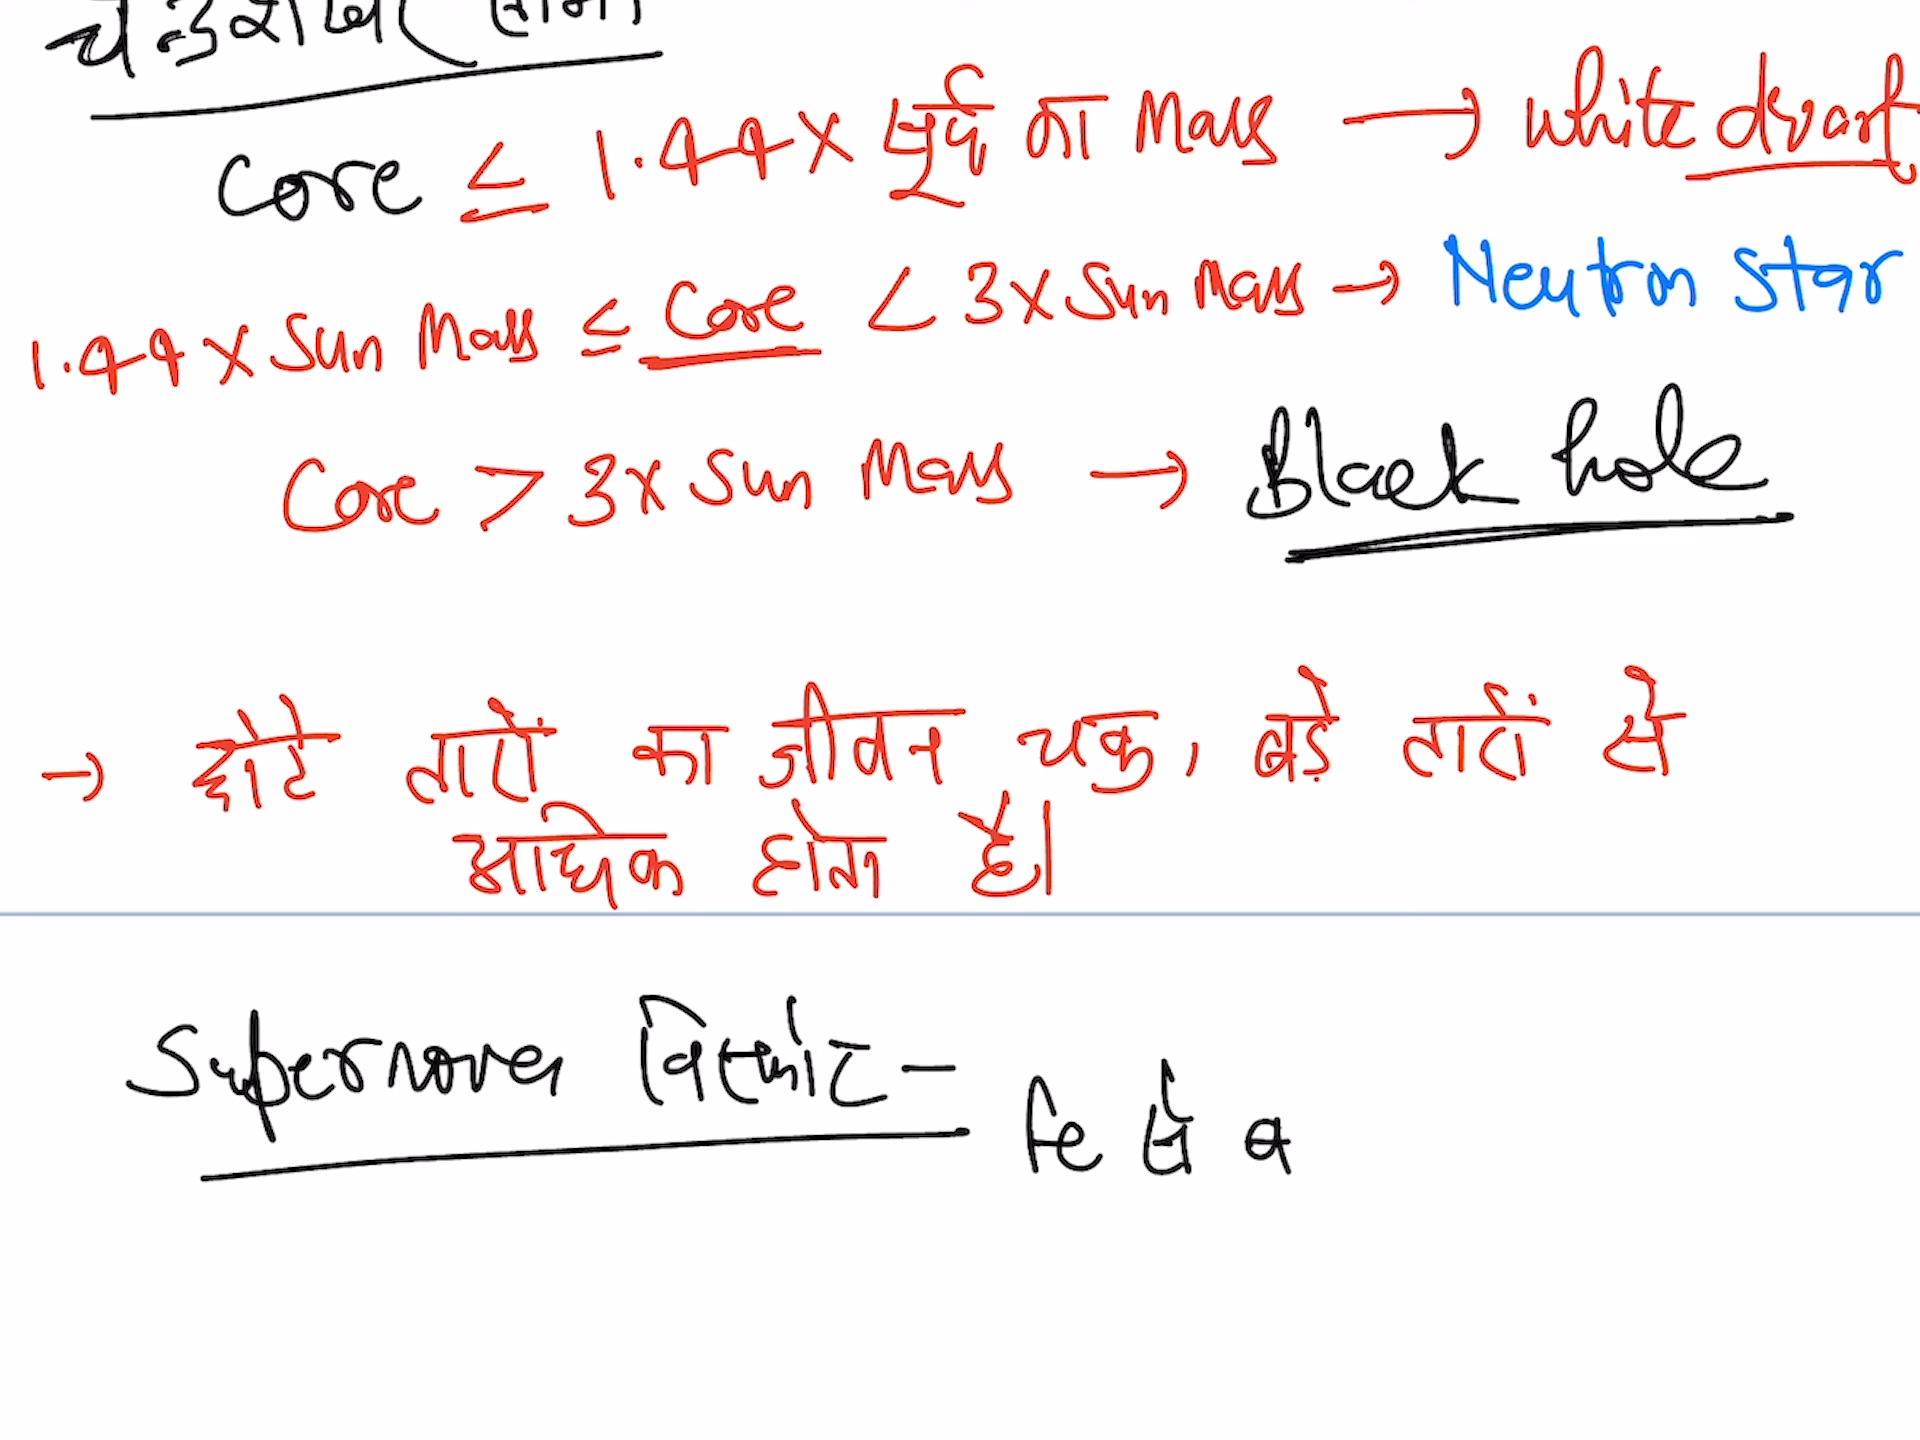 चन्द्रशेखर सीमा
Core ≤ 1.44 × सूर्य का Mass → white dwarf
1.44 × Sun Mass ≤ Core < 3 × Sun Mass → Neutron Star
Core > 3 × Sun Mass → Black hole
→ छोटे तारों का जीवन चक्र, बड़े तारों से
अधिक होता है।
Supernova विस्फोट – Fe से ब